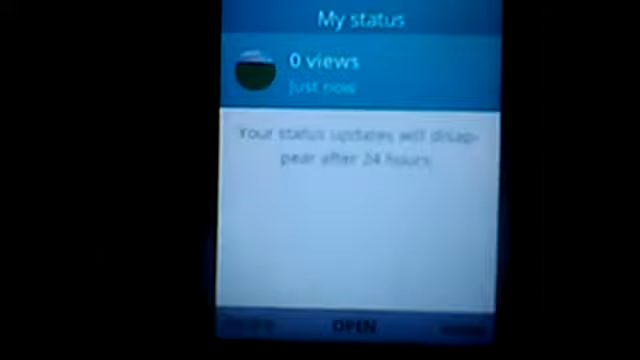 My status
0 views
Just now
Your status updates will disap-
pear after 24 hours
OPEN